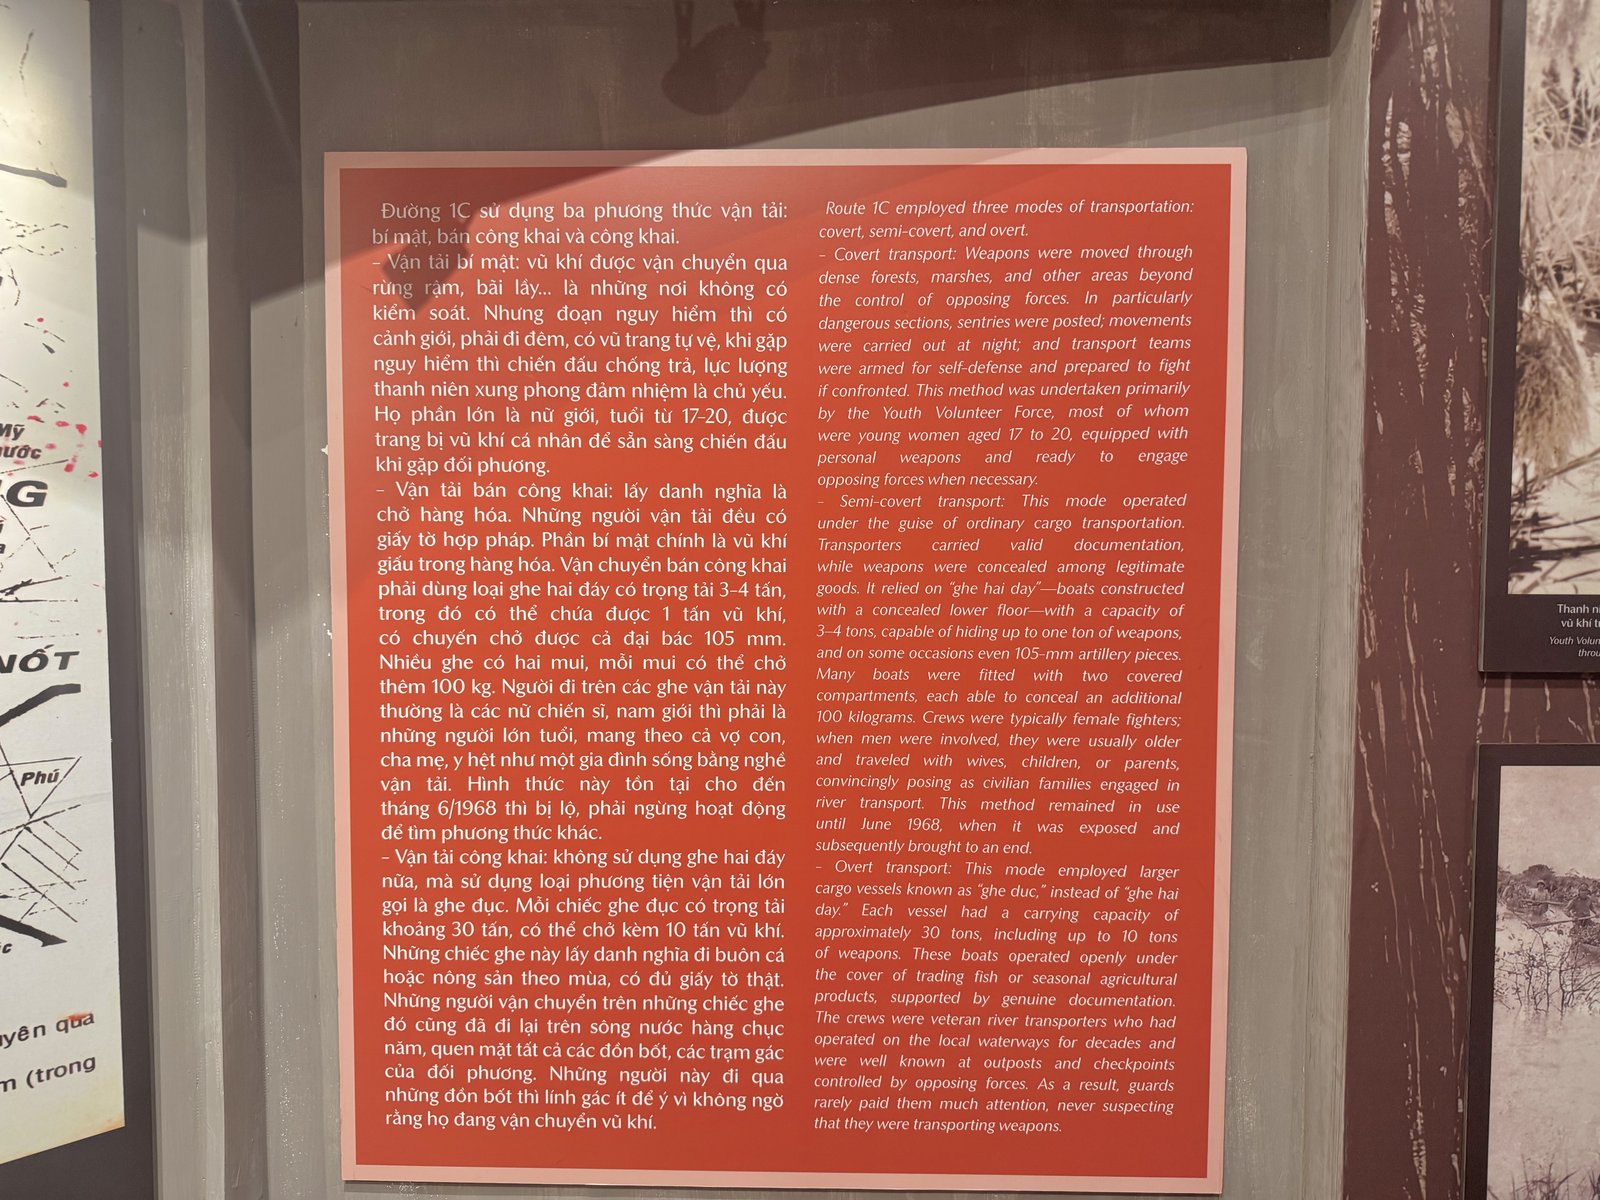 Mỹ
ước
G
NỐT
Phú
yên qua
m (trong
Đường 1C sử dụng ba phương thức vận tải:
bí mật, bán công khai và công khai.
- Vận tải bí mật: vũ khí được vận chuyển qua
rừng rậm, bãi lầy... là những nơi không có
kiểm soát. Nhưng đoạn nguy hiểm thì có
cảnh giới, phải đi đêm, có vũ trang tự vệ, khi gặp
nguy hiểm thì chiến đấu chống trả, lực lượng
thanh niên xung phong đảm nhiệm là chủ yếu.
Họ phần lớn là nữ giới, tuổi từ 17-20, được
trang bị vũ khí cá nhân để sẵn sàng chiến đấu
khi gặp đối phương.
- Vận tải bán công khai: lấy danh nghĩa là
chở hàng hóa. Những người vận tải đều có
giấy tờ hợp pháp. Phần bí mật chính là vũ khí
giấu trong hàng hóa. Vận chuyển bán công khai
phải dùng loại ghe hai đáy có trọng tải 3-4 tấn,
trong đó có thể chứa được 1 tấn vũ khí,
có chuyến chở được cả đại bác 105 mm.
Nhiều ghe có hai mui, mỗi mui có thể chở
thêm 100 kg. Người đi trên các ghe vận tải này
thường là các nữ chiến sĩ, nam giới thì phải là
những người lớn tuổi, mang theo cả vợ con,
cha mẹ, y hệt như một gia đình sống bằng nghề
vận tải. Hình thức này tồn tại cho đến
tháng 6/1968 thì bị lộ, phải ngừng hoạt động
để tìm phương thức khác.
- Vận tải công khai: không sử dụng ghe hai đáy
nữa, mà sử dụng loại phương tiện vận tải lớn
gọi là ghe đục. Mỗi chiếc ghe đục có trọng tải
khoảng 30 tấn, có thể chở kèm 10 tấn vũ khí.
Những chiếc ghe này lấy danh nghĩa đi buôn cá
hoặc nông sản theo mùa, có đủ giấy tờ thật.
Những người vận chuyển trên những chiếc ghe
đó cũng đã đi lại trên sông nước hàng chục
năm, quen mặt tất cả các đồn bốt, các trạm gác
của đối phương. Những người này đi qua
những đồn bốt thì lính gác ít để ý vì không ngờ
rằng họ đang vận chuyển vũ khí.
Route 1C employed three modes of transportation:
covert, semi-covert, and overt.
- Covert transport: Weapons were moved through
dense forests, marshes, and other areas beyond
the control of opposing forces. In particularly
dangerous sections, sentries were posted; movements
were carried out at night; and transport teams
were armed for self-defense and prepared to fight
if confronted. This method was undertaken primarily
by the Youth Volunteer Force, most of whom
were young women aged 17 to 20, equipped with
personal weapons and ready to engage
opposing forces when necessary.
- Semi-covert transport: This mode operated
under the guise of ordinary cargo transportation.
Transporters carried valid documentation,
while weapons were concealed among legitimate
goods. It relied on “ghe hai day”—boats constructed
with a concealed lower floor—with a capacity of
3–4 tons, capable of hiding up to one ton of weapons,
and on some occasions even 105-mm artillery pieces.
Many boats were fitted with two covered
compartments, each able to conceal an additional
100 kilograms. Crews were typically female fighters;
when men were involved, they were usually older
and traveled with wives, children, or parents,
convincingly posing as civilian families engaged in
river transport. This method remained in use
until June 1968, when it was exposed and
subsequently brought to an end.
- Overt transport: This mode employed larger
cargo vessels known as “ghe duc,” instead of “ghe hai
day.” Each vessel had a carrying capacity of
approximately 30 tons, including up to 10 tons
of weapons. These boats operated openly under
the cover of trading fish or seasonal agricultural
products, supported by genuine documentation.
The crews were veteran river transporters who had
operated on the local waterways for decades and
were well known at outposts and checkpoints
controlled by opposing forces. As a result, guards
rarely paid them much attention, never suspecting
that they were transporting weapons.
Thanh ni
vũ khí t
Youth Volun
throu